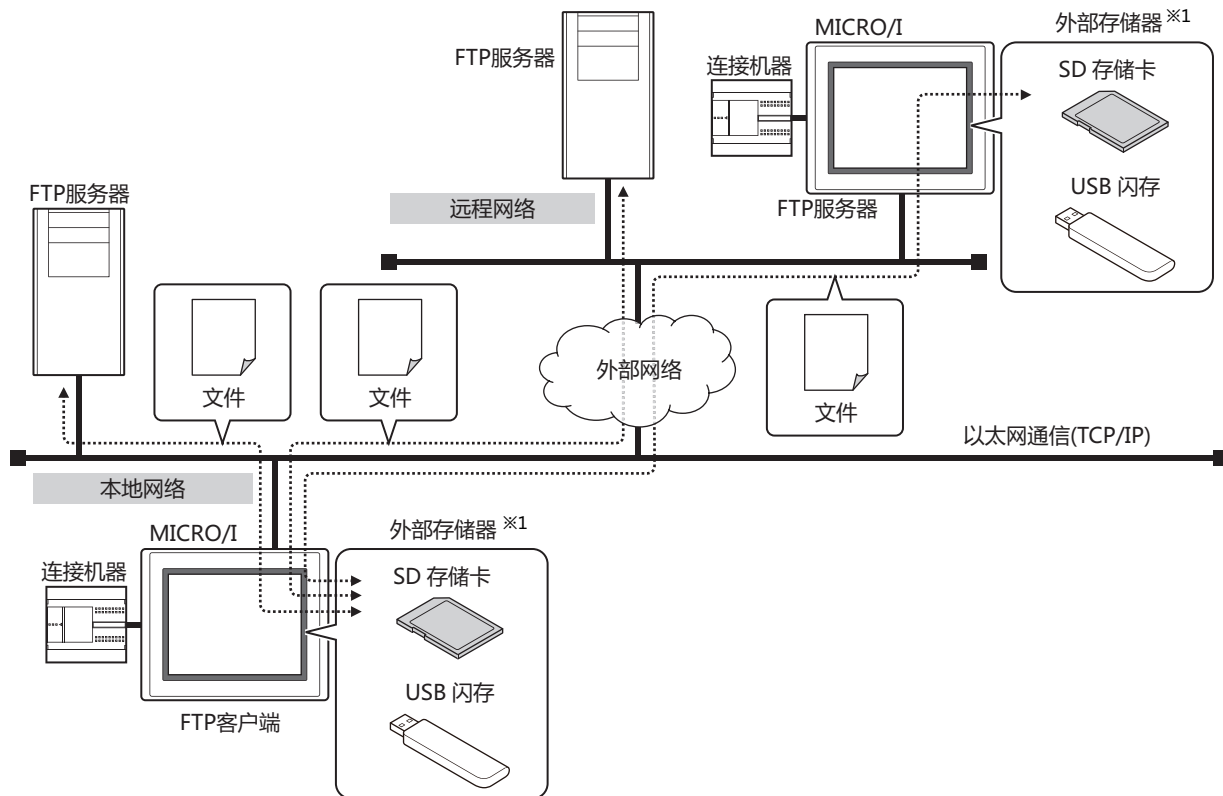 MICRO/I
外部存储器 ※1
FTP服务器
连接机器
SD 存储卡
USB 闪存
FTP服务器
远程网络
FTP服务器
外部网络
文件
文件
文件
以太网通信(TCP/IP)
本地网络
MICRO/I
外部存储器 ※1
连接机器
SD 存储卡
USB 闪存
FTP客户端